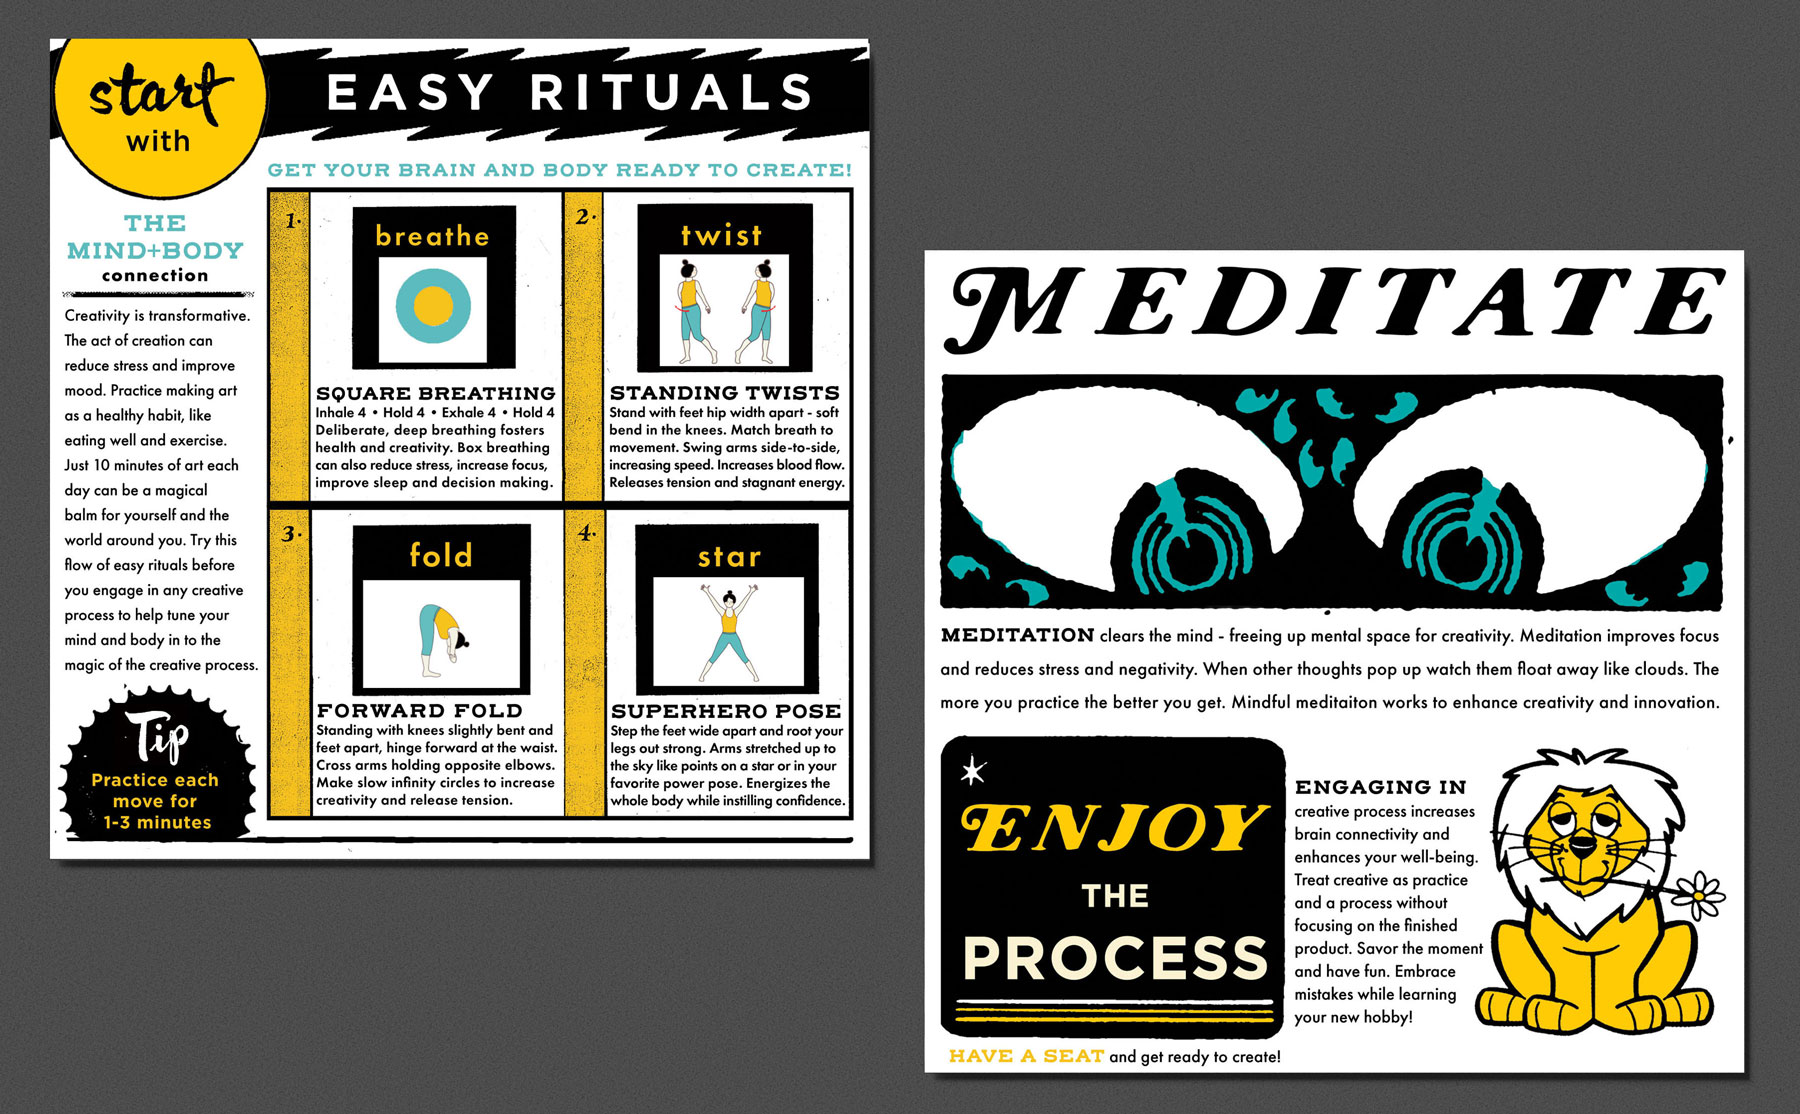 start
with
EASY RITUALS
GET YOUR BRAIN AND BODY READY TO CREATE!
THE
MIND+BODY
connection
Creativity is transformative.
The act of creation can
reduce stress and improve
mood. Practice making art
as a healthy habit, like
eating well and exercise.
Just 10 minutes of art each
day can be a magical
balm for yourself and the
world around you. Try this
flow of easy rituals before
you engage in any creative
process to help tune your
mind and body in to the
magic of the creative process.
Tip
Practice each
move for
1-3 minutes
1.
breathe
SQUARE BREATHING
Inhale 4 • Hold 4 • Exhale 4 • Hold 4
Deliberate, deep breathing fosters
health and creativity. Box breathing
can also reduce stress, increase focus,
improve sleep and decision making.
2.
twist
STANDING TWISTS
Stand with feet hip width apart - soft
bend in the knees. Match breath to
movement. Swing arms side-to-side,
increasing speed. Increases blood flow.
Releases tension and stagnant energy.
3.
fold
FORWARD FOLD
Standing with knees slightly bent and
feet apart, hinge forward at the waist.
Cross arms holding opposite elbows.
Make slow infinity circles to increase
creativity and release tension.
4.
star
SUPERHERO POSE
Step the feet wide apart and root your
legs out strong. Arms stretched up to
the sky like points on a star or in your
favorite power pose. Energizes the
whole body while instilling confidence.
MEDITATE
MEDITATION clears the mind - freeing up mental space for creativity. Meditation improves focus
and reduces stress and negativity. When other thoughts pop up watch them float away like clouds. The
more you practice the better you get. Mindful meditaiton works to enhance creativity and innovation.
ENJOY
THE
PROCESS
ENGAGING IN
creative process increases
brain connectivity and
enhances your well-being.
Treat creative as practice
and a process without
focusing on the finished
product. Savor the moment
and have fun. Embrace
mistakes while learning
your new hobby!
HAVE A SEAT and get ready to create!